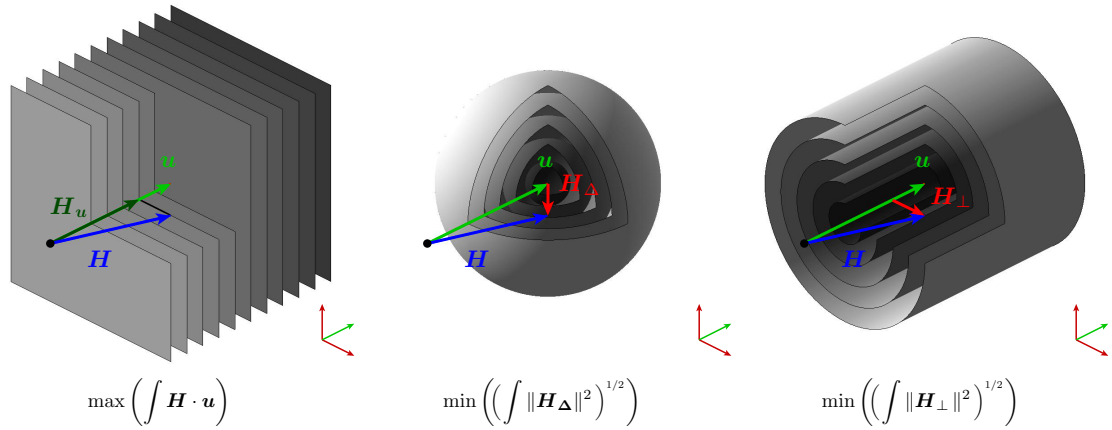 u
H_u
H
max(∫ H · u)
u
H_Δ
H
min((∫ ‖H_Δ‖²)^{1/2})
u
H_⊥
H
min((∫ ‖H_⊥‖²)^{1/2})